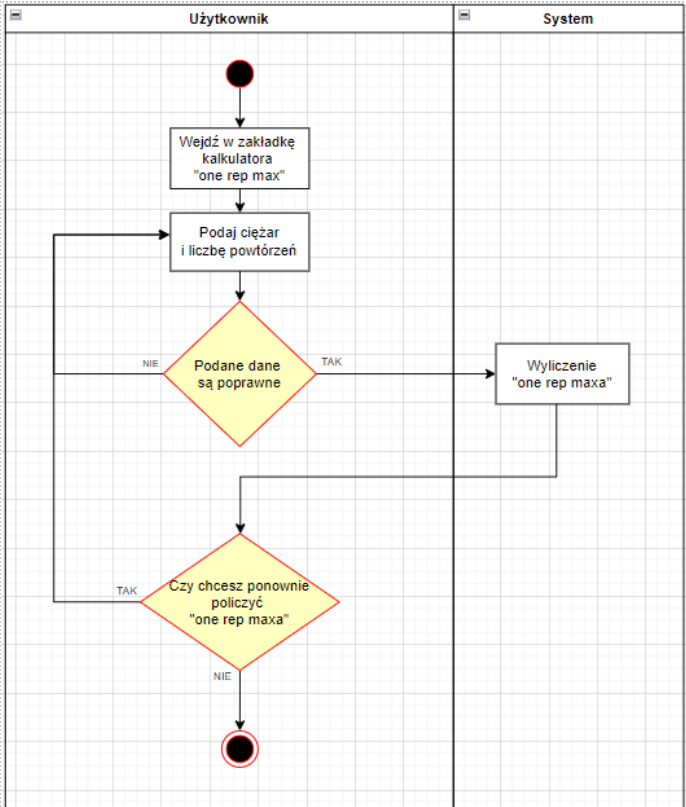 Użytkownik
System
Wejdź w zakładkę
kalkulatora
"one rep max"
Podaj ciężar
i liczbę powtórzeń
NIE
Podane dane
są poprawne
TAK
Wyliczenie
"one rep maxa"
TAK
Czy chcesz ponownie
policzyć
"one rep maxa"
NIE